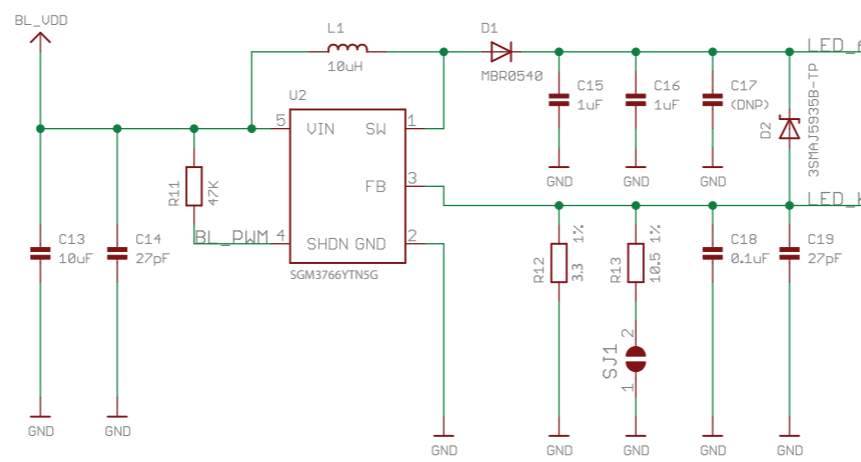 BL_VDD
L1
10uH
D1
MBR0540
LED_
C15
1uF
C16
1uF
C17
(DNP)
D2
3SMAJ5935B-TP
U2
5
VIN
SW
1
FB
3
4
SHDN
GND
2
SGM3766YTN5G
R11
47K
BL_PWM
LED_K
GND
GND
GND
C13
10uF
C14
27pF
R12
3.3
1%
R13
10.5
1%
C18
0.1uF
C19
27pF
2
SJ1
1
GND
GND
GND
GND
GND
GND
GND